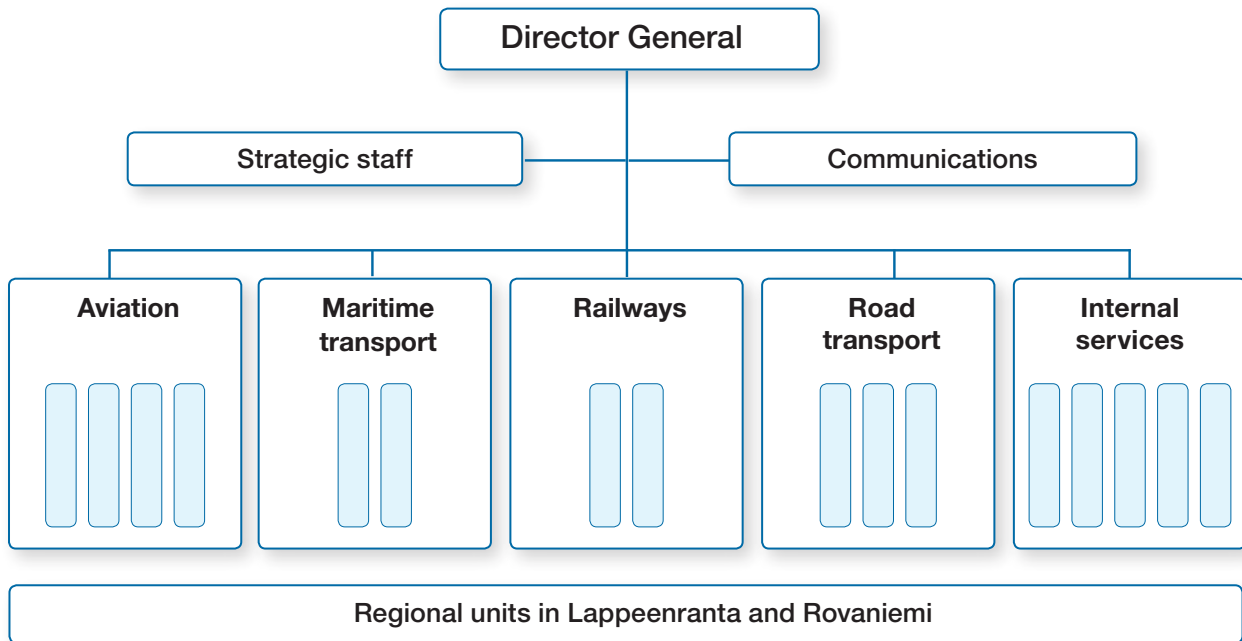 Director General
Strategic staff
Communications
Aviation
Maritime
transport
Railways
Road
transport
Internal
services
Regional units in Lappeenranta and Rovaniemi